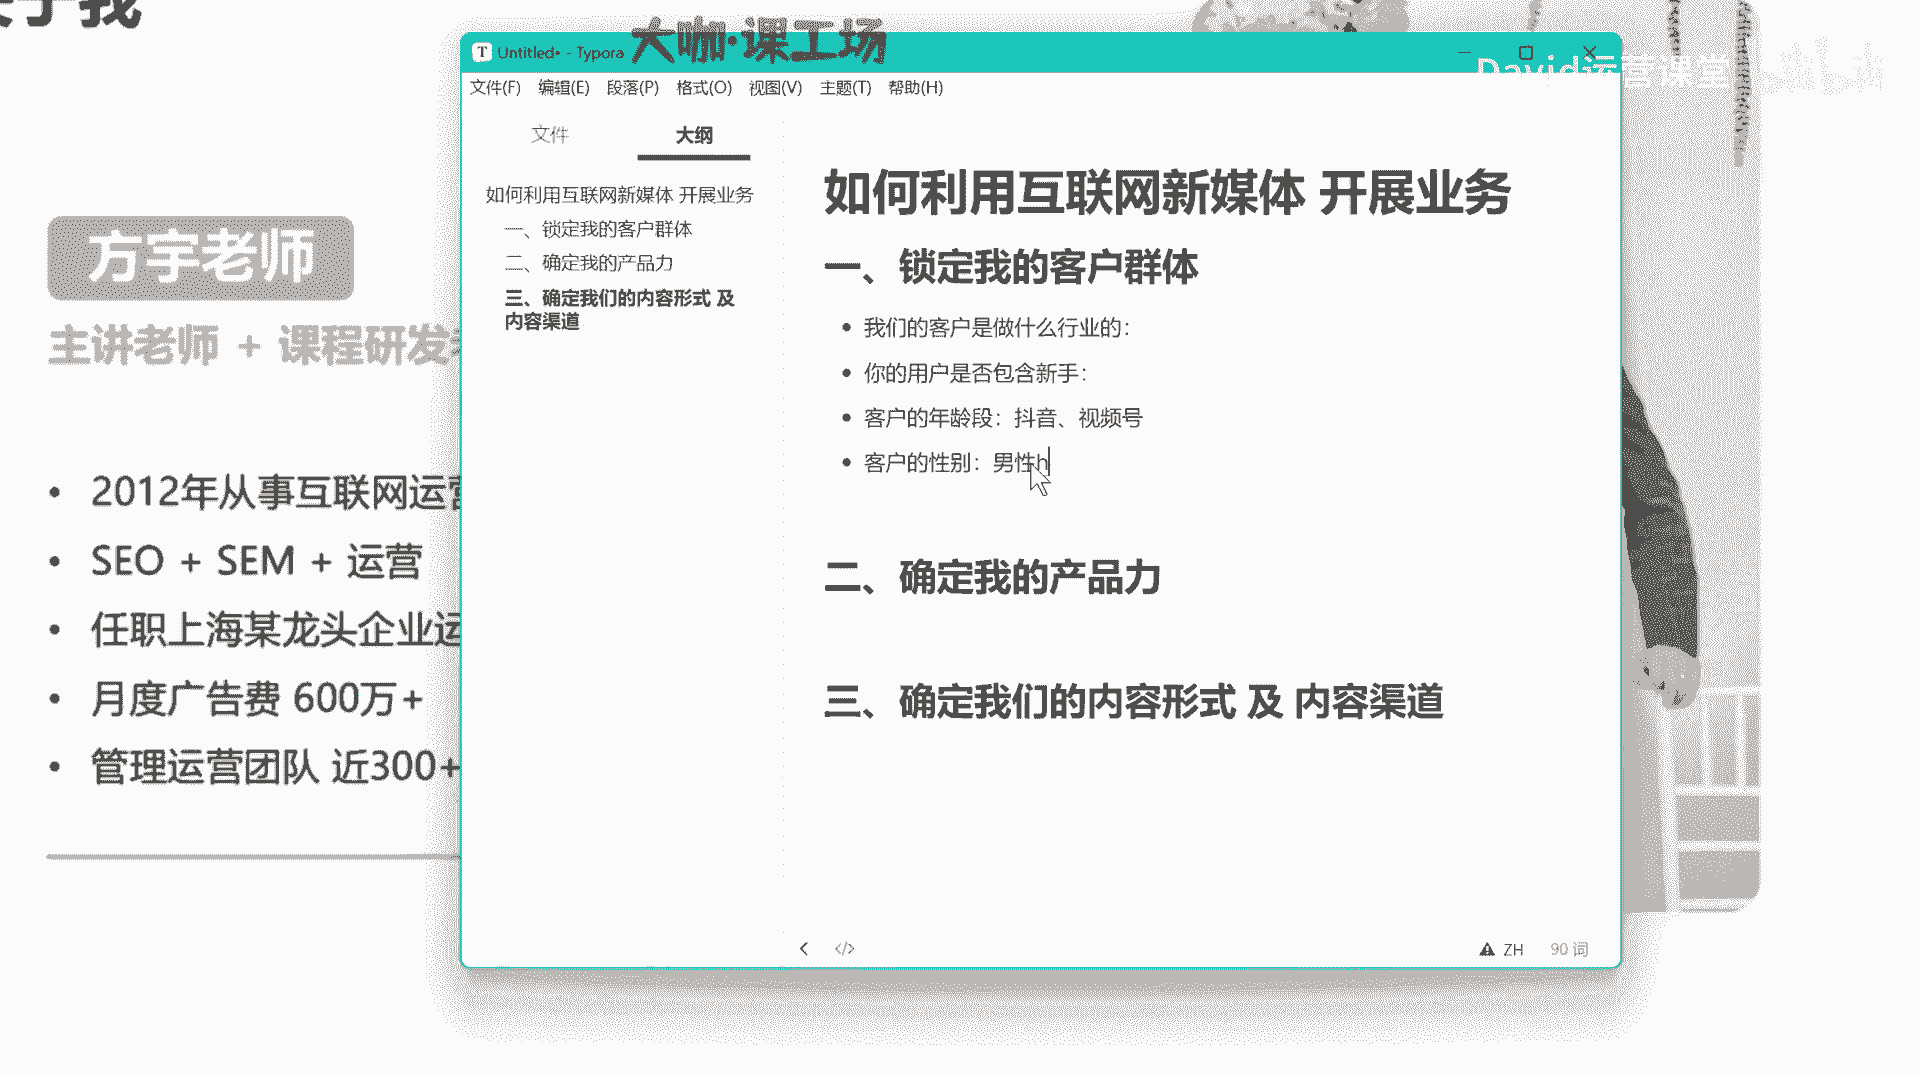 于我
大咖·课工场
David运营课堂
方宇老师
主讲老师 + 课程研发
• 2012年从事互联网运营
• SEO + SEM + 运营
• 任职上海某龙头企业运
• 月度广告费 600万+
• 管理运营团队 近300+
Untitled• - Typora
文件(F) 编辑(E) 段落(P) 格式(O) 视图(V) 主题(T) 帮助(H)
文件 大纲
如何利用互联网新媒体 开展业务
一、锁定我的客户群体
二、确定我的产品力
三、确定我们的内容形式 及
内容渠道
如何利用互联网新媒体 开展业务
一、锁定我的客户群体
• 我们的客户是做什么行业的：
• 你的用户是否包含新手：
• 客户的年龄段：抖音、视频号
• 客户的性别：男性h
二、确定我的产品力
三、确定我们的内容形式 及 内容渠道
</> ZH 90 词